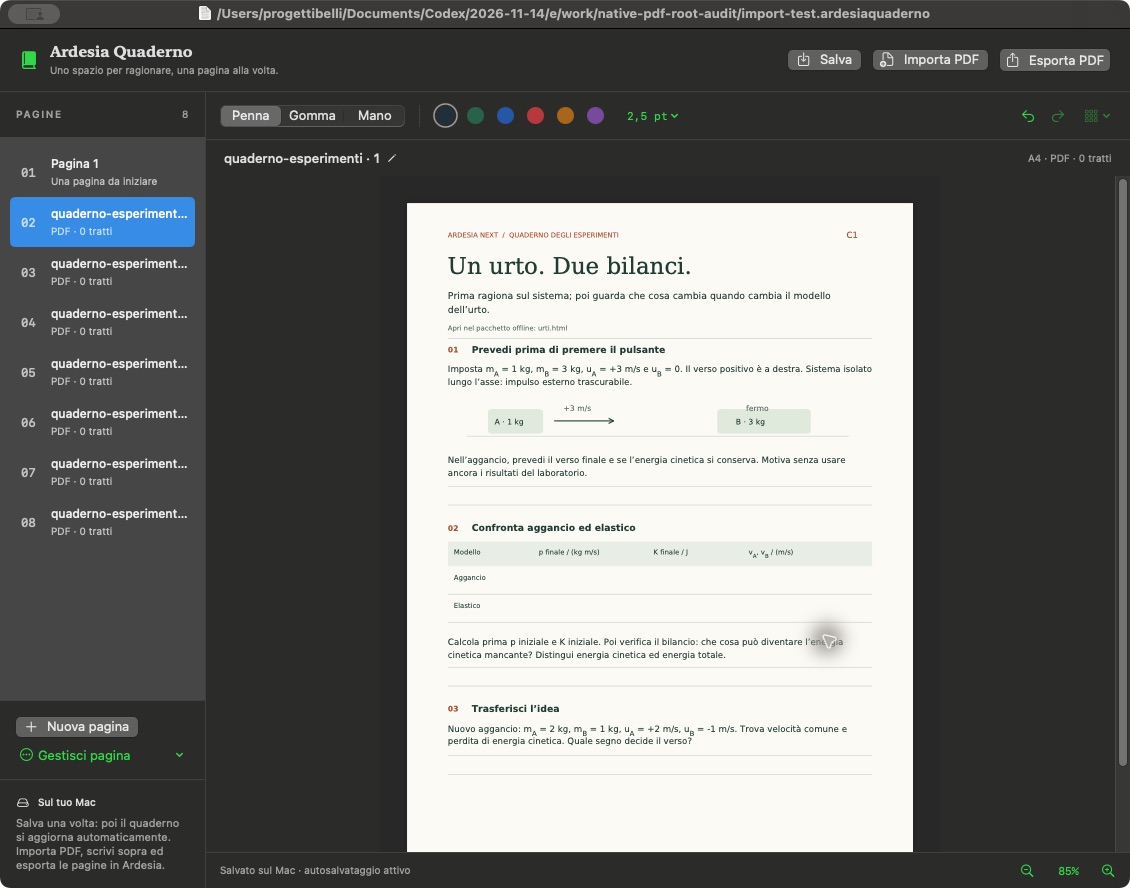 /Users/progettibelli/Documents/Codex/2026-11-14/e/work/native-pdf-root-audit/import-test.ardesiaquaderno
Ardesia Quaderno
Uno spazio per ragionare, una pagina alla volta.
Salva
Importa PDF
Esporta PDF
PAGINE 8
Penna Gomma Mano
2,5 pt
quaderno-esperimenti · 1
A4 · PDF · 0 tratti
01 Pagina 1
Una pagina da iniziare
02 quaderno-esperiment...
PDF · 0 tratti
03 quaderno-esperiment...
PDF · 0 tratti
04 quaderno-esperiment...
PDF · 0 tratti
05 quaderno-esperiment...
PDF · 0 tratti
06 quaderno-esperiment...
PDF · 0 tratti
07 quaderno-esperiment...
PDF · 0 tratti
08 quaderno-esperiment...
PDF · 0 tratti
Nuova pagina
Gestisci pagina
Sul tuo Mac
Salva una volta: poi il quaderno
si aggiorna automaticamente.
Importa PDF, scrivi sopra ed
esporta le pagine in Ardesia.
ARDESIA NEXT / QUADERNO DEGLI ESPERIMENTI C1
Un urto. Due bilanci.
Prima ragiona sul sistema; poi guarda che cosa cambia quando cambia il modello
dell’urto.
Apri nel pacchetto offline: urti.html
01 Prevedi prima di premere il pulsante
Imposta mA = 1 kg, mB = 3 kg, uA = +3 m/s e uB = 0. Il verso positivo è a destra. Sistema isolato
lungo l’asse: impulso esterno trascurabile.
+3 m/s fermo
A · 1 kg B · 3 kg
Nell’aggancio, prevedi il verso finale e se l’energia cinetica si conserva. Motiva senza usare
ancora i risultati del laboratorio.
02 Confronta aggancio ed elastico
Modello p finale / (kg m/s) K finale / J vA, vB / (m/s)
Aggancio
Elastico
Calcola prima p iniziale e K iniziale. Poi verifica il bilancio: che cosa può diventare l’energia
cinetica mancante? Distingui energia cinetica ed energia totale.
03 Trasferisci l’idea
Nuovo aggancio: mA = 2 kg, mB = 1 kg, uA = +2 m/s, uB = -1 m/s. Trova velocità comune e
perdita di energia cinetica. Quale segno decide il verso?
Salvato sul Mac · autosalvataggio attivo
85%